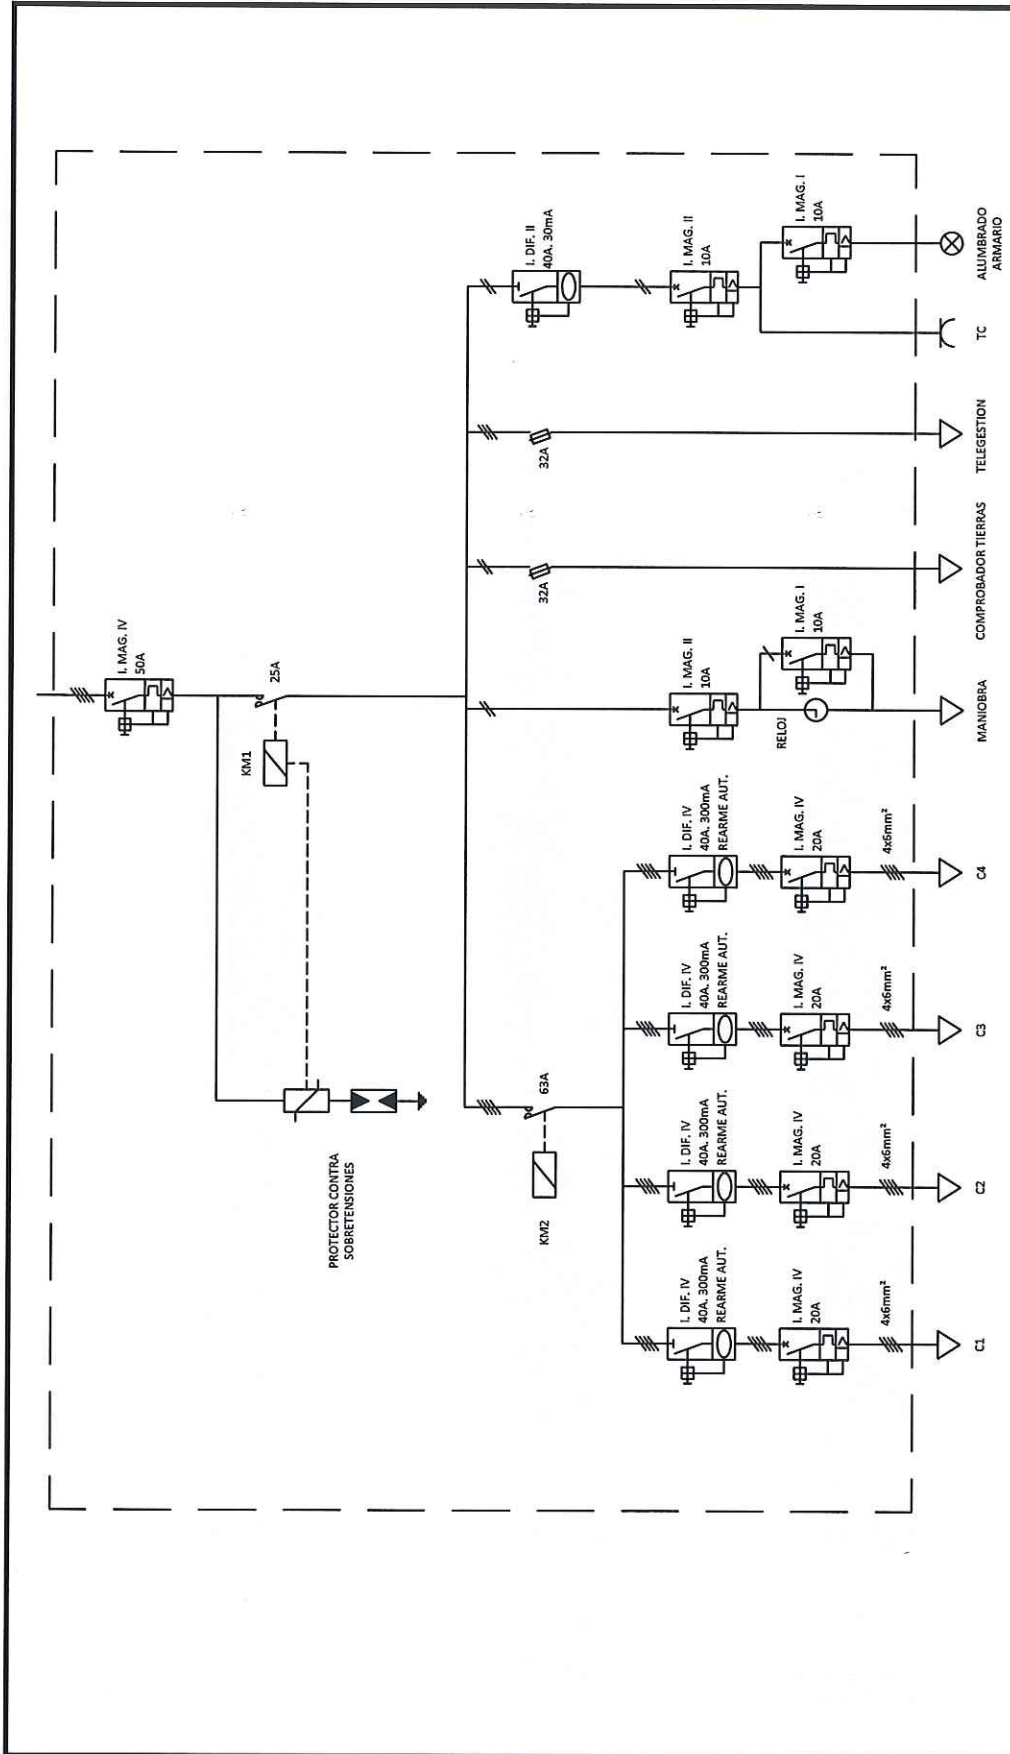 I. MAG. IV
50A
KM1
25A
PROTECTOR CONTRA
SOBRETENSIONES
KM2
63A
I. DIF. IV
40A. 300mA
REARME AUT.
I. MAG. IV
20A
4x6mm²
C1
I. DIF. IV
40A. 300mA
REARME AUT.
I. MAG. IV
20A
4x6mm²
C2
I. DIF. IV
40A. 300mA
REARME AUT.
I. MAG. IV
20A
4x6mm²
C3
I. DIF. IV
40A. 300mA
REARME AUT.
I. MAG. IV
20A
4x6mm²
C4
I. MAG. II
10A
RELOJ
I. MAG. I
10A
MANIOBRA
32A
COMPROBADOR TIERRAS
32A
TELEGESTION
I. DIF. II
40A. 30mA
I. MAG. II
10A
TC
I. MAG. I
10A
ALUMBRADO
ARMARIO